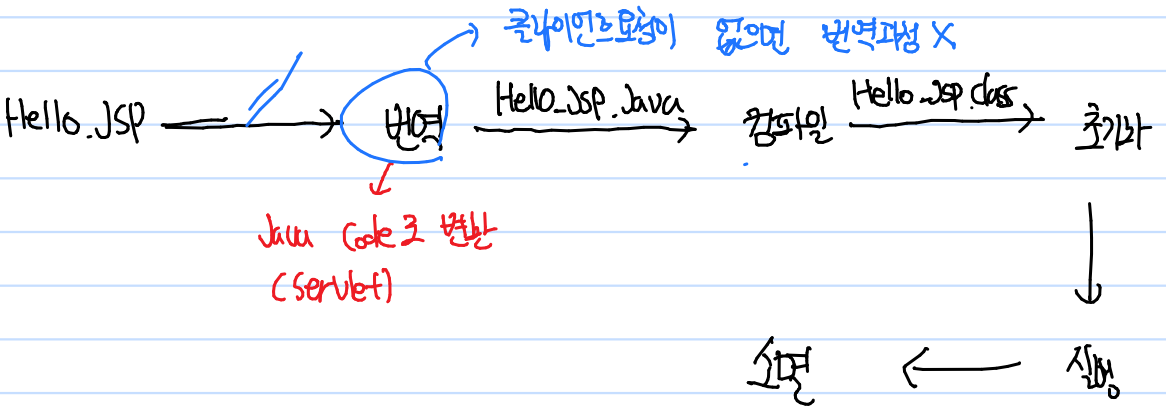 클라이언트요청이 없으면 번역과정 X
Hello.JSP 번역 Hello_JSP.Java 컴파일 Hello_JSP.class 초기화
Java Code로 변환
(Servlet)
소멸 실행